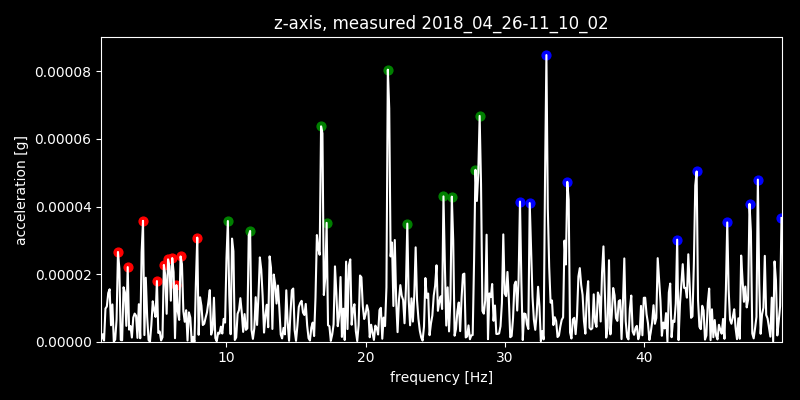 z-axis, measured 2018_04_26-11_10_02
0.00008
0.00006
0.00004
0.00002
0.00000
acceleration [g]
10 20 30 40
frequency [Hz]